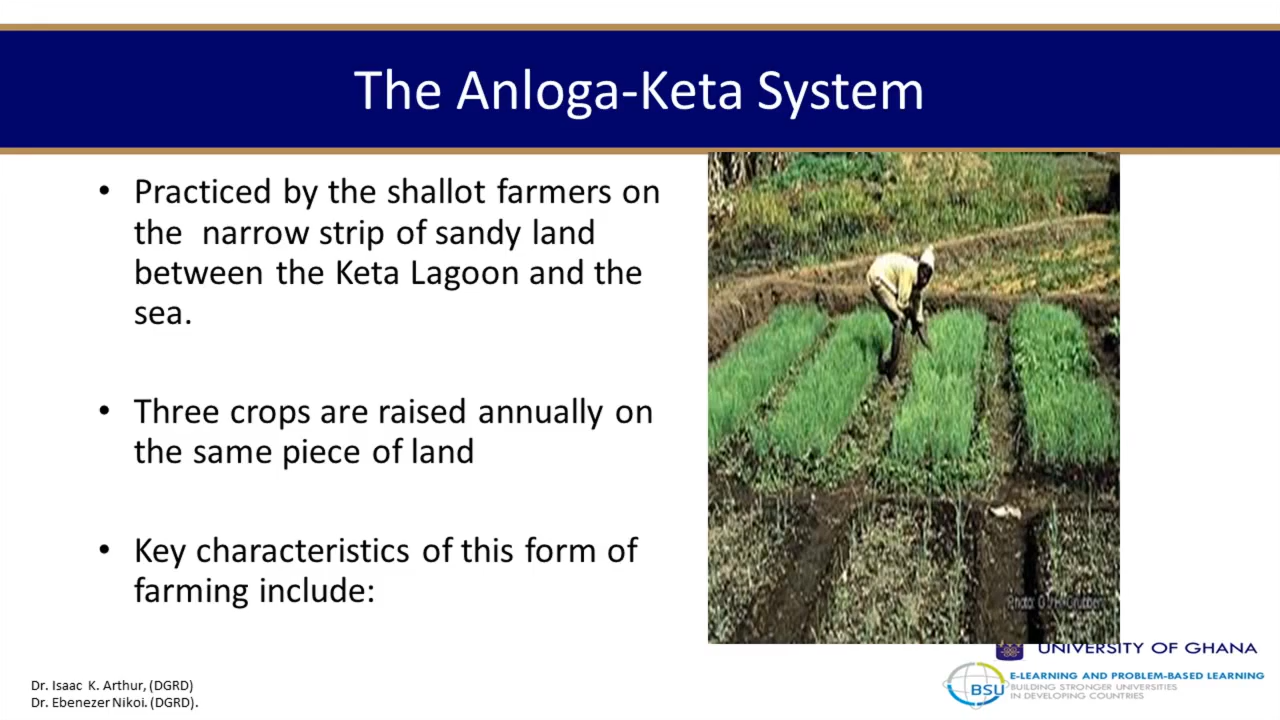 The Anloga-Keta System
• Practiced by the shallot farmers on
the narrow strip of sandy land
between the Keta Lagoon and the
sea.
• Three crops are raised annually on
the same piece of land
• Key characteristics of this form of
farming include:
Photo:
UNIVERSITY OF GHANA
BSU
E-LEARNING AND PROBLEM-BASED LEARNING
BUILDING STRONGER UNIVERSITIES
IN DEVELOPING COUNTRIES
Dr. Isaac K. Arthur, (DGRD)
Dr. Ebenezer Nikoi. (DGRD).